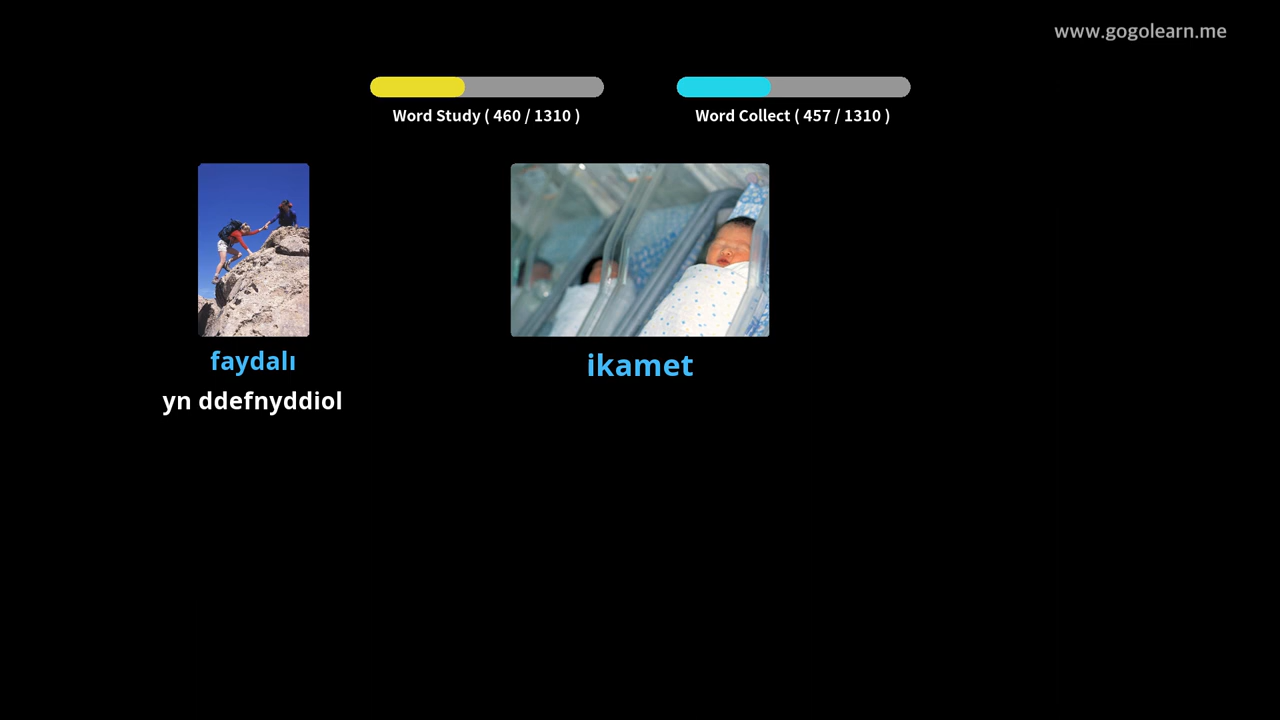 www.gogolearn.me
Word Study ( 460 / 1310 )
Word Collect ( 457 / 1310 )
faydalı
yn ddefnyddiol
ikamet